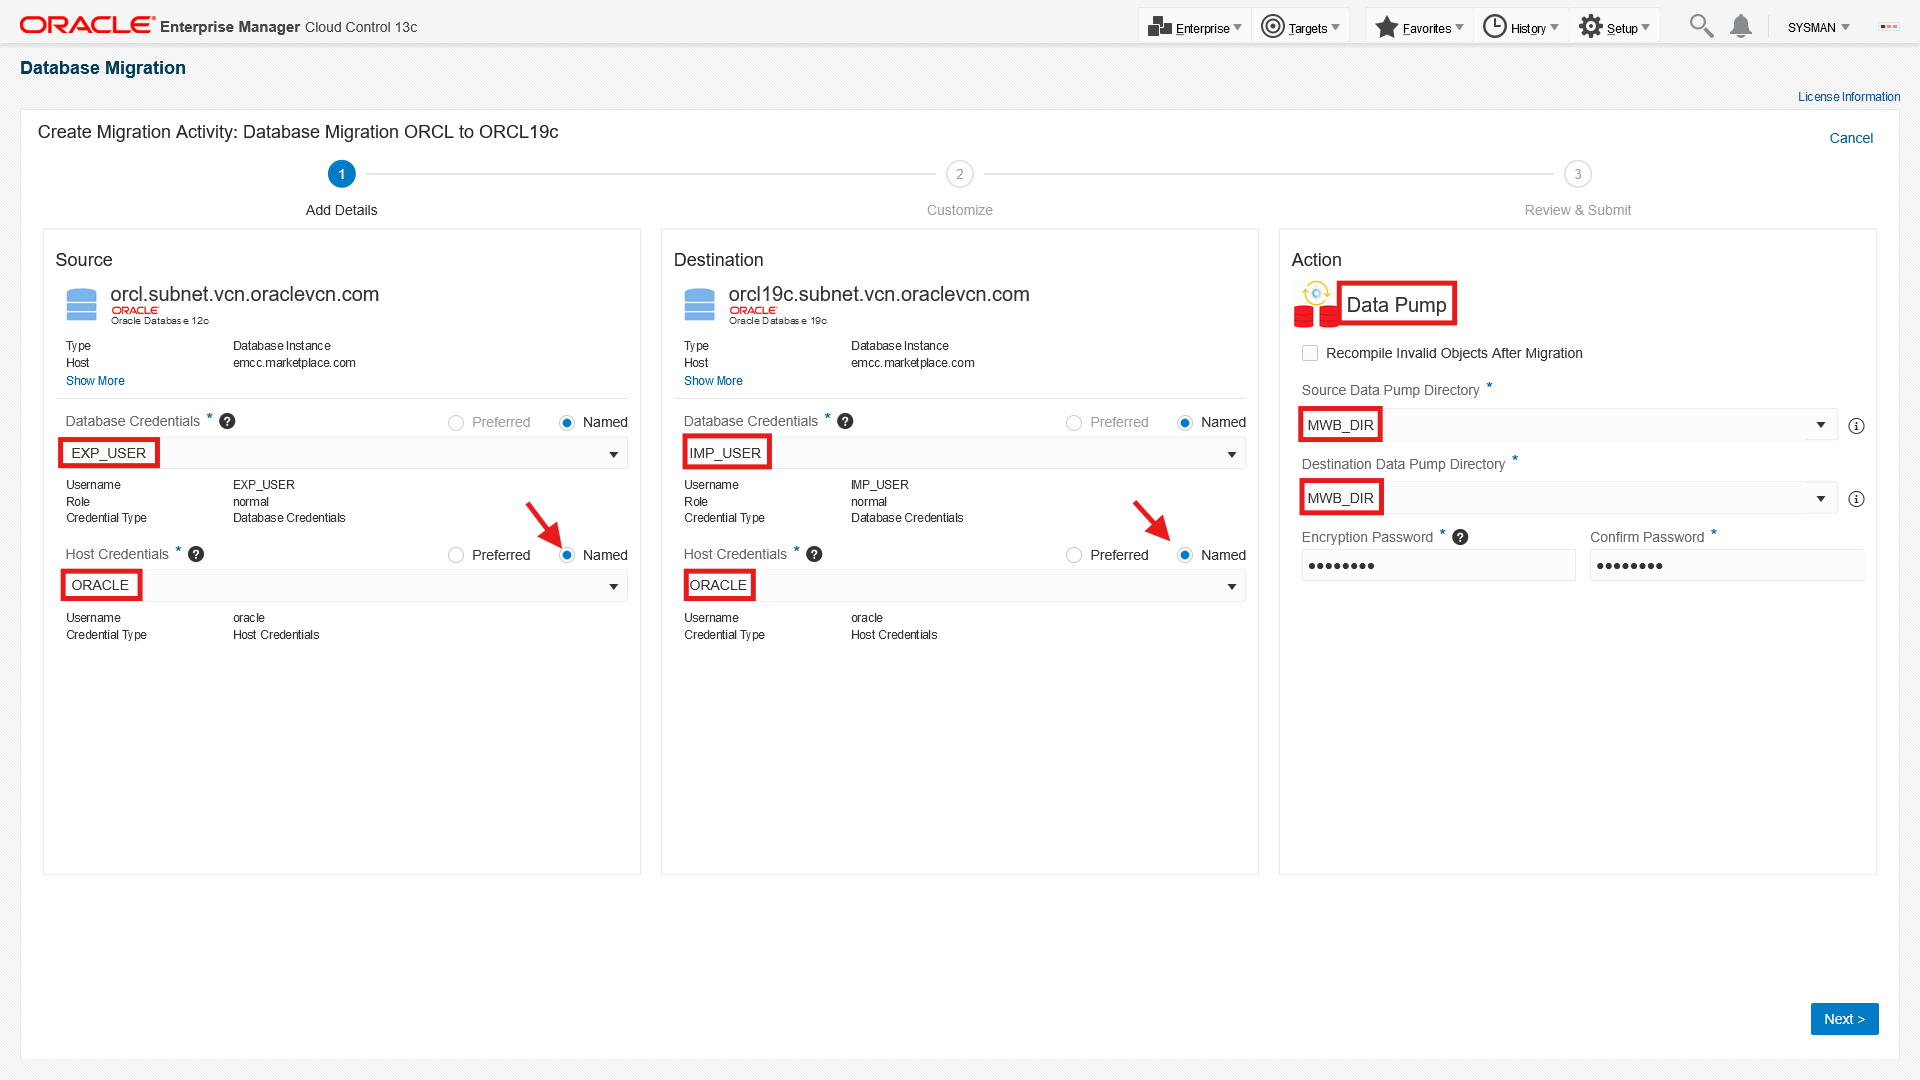 ORACLE Enterprise Manager Cloud Control 13c
Enterprise
Targets
Favorites
History
Setup
SYSMAN
Database Migration
License Information
Create Migration Activity: Database Migration ORCL to ORCL19c
Cancel
1
2
3
Add Details
Customize
Review & Submit
Source
orcl.subnet.vcn.oraclevcn.com
ORACLE
Oracle Database 12c
Type Database Instance
Host emcc.marketplace.com
Show More
Database Credentials * ? Preferred Named
EXP_USER
Username EXP_USER
Role normal
Credential Type Database Credentials
Host Credentials * ? Preferred Named
ORACLE
Username oracle
Credential Type Host Credentials
Destination
orcl19c.subnet.vcn.oraclevcn.com
ORACLE
Oracle Database 19c
Type Database Instance
Host emcc.marketplace.com
Show More
Database Credentials * ? Preferred Named
IMP_USER
Username IMP_USER
Role normal
Credential Type Database Credentials
Host Credentials * ? Preferred Named
ORACLE
Username oracle
Credential Type Host Credentials
Action
Data Pump
Recompile Invalid Objects After Migration
Source Data Pump Directory *
MWB_DIR
Destination Data Pump Directory *
MWB_DIR
Encryption Password * ? Confirm Password *
•••••••• ••••••••
Next >